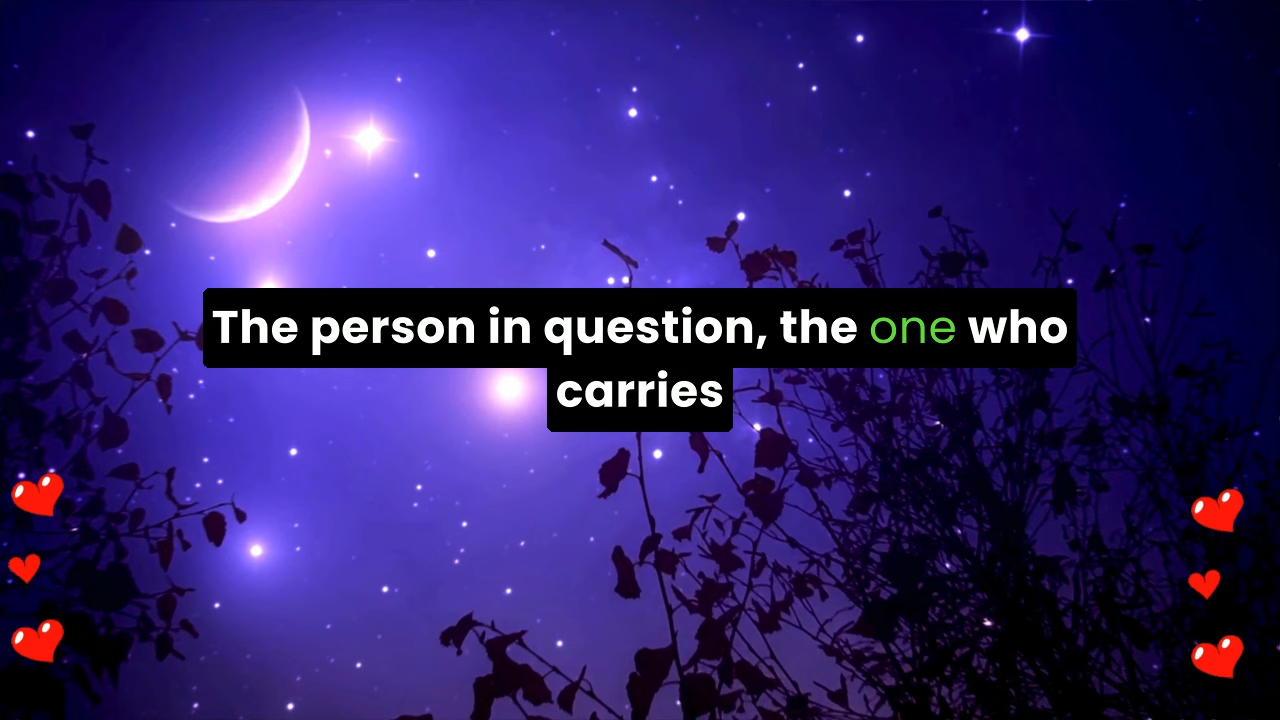 The person in question, the one who
carries